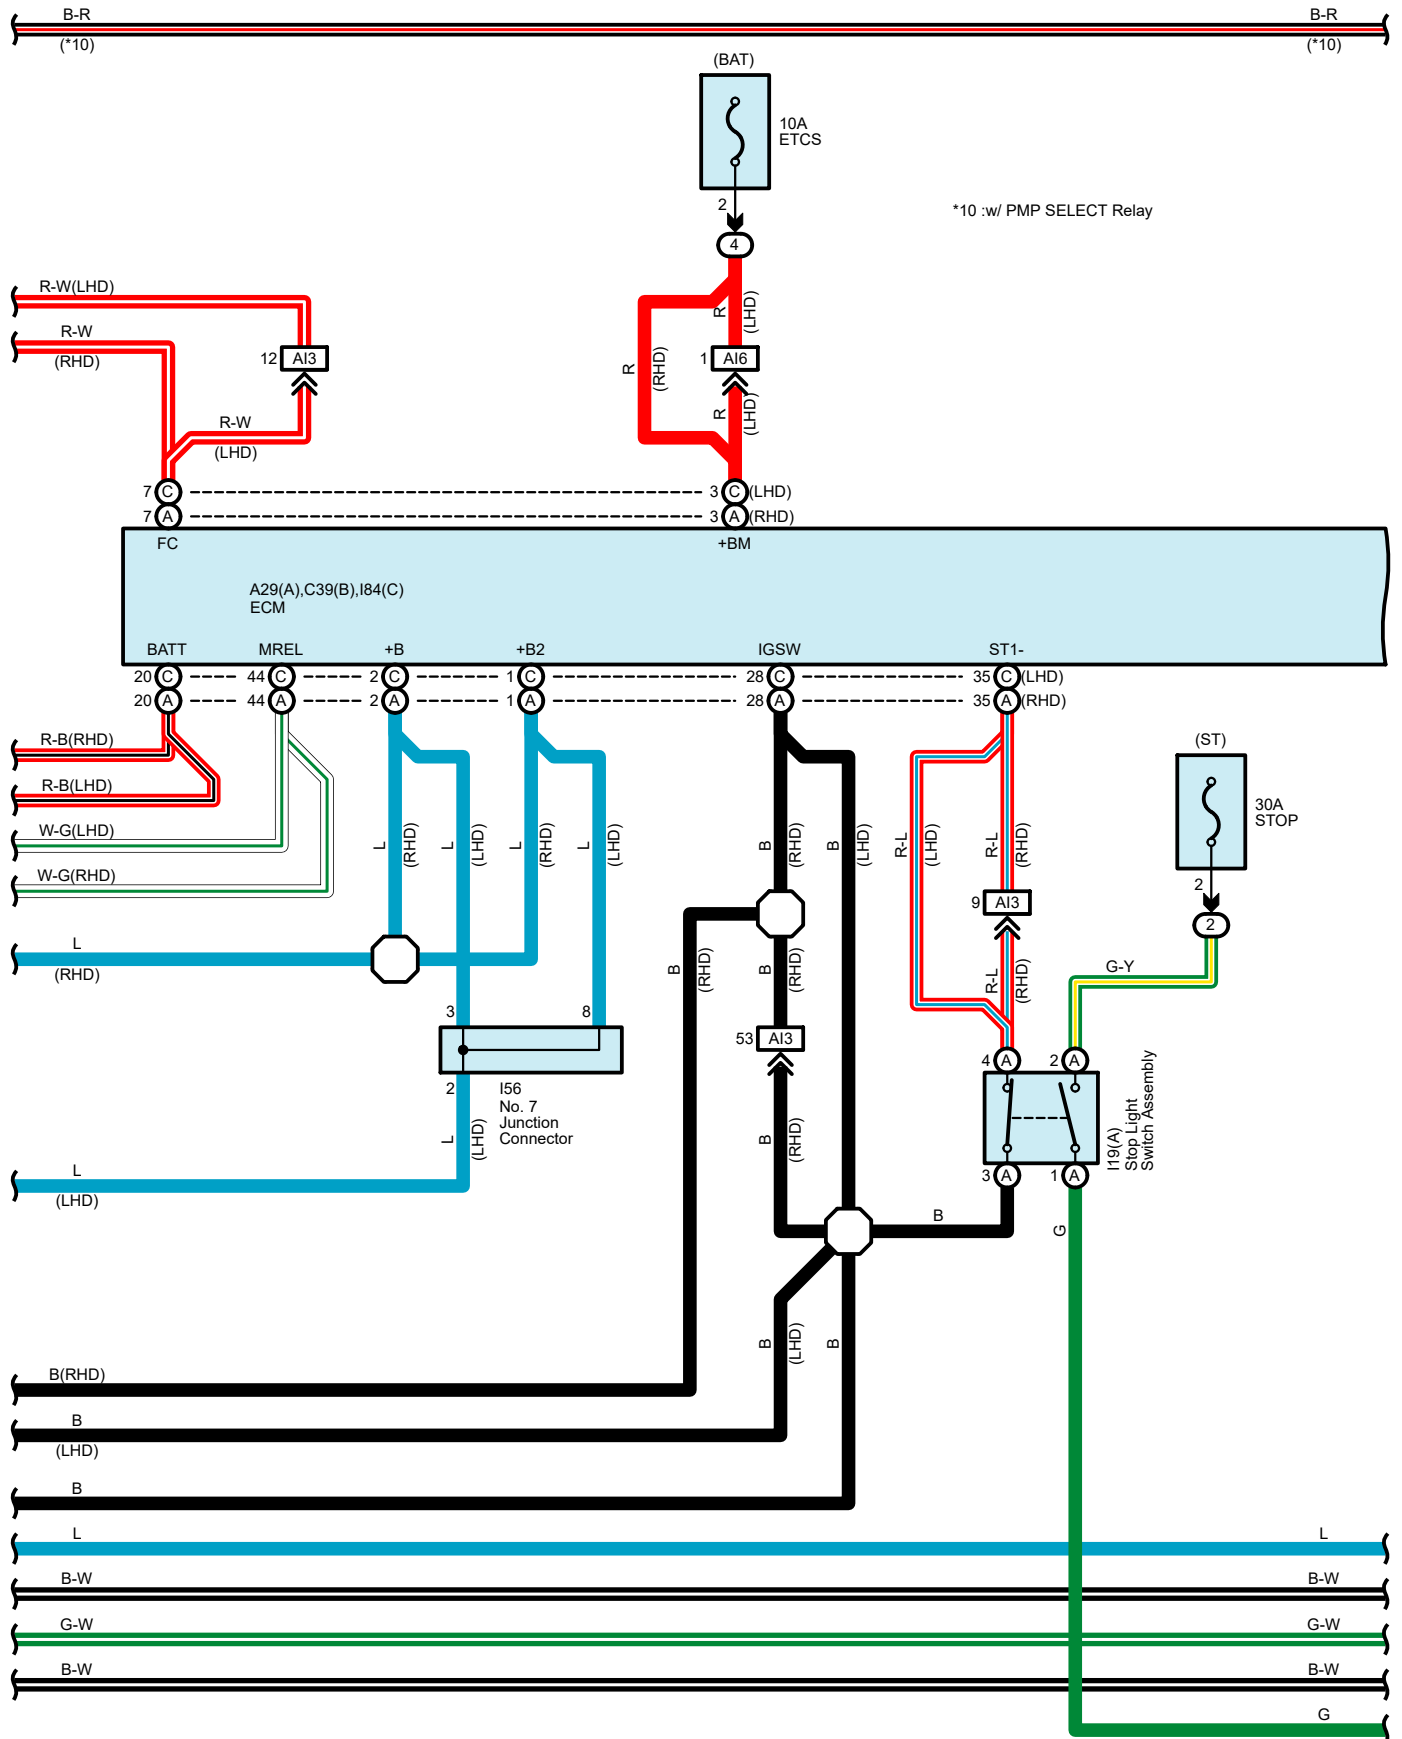 B-R
B-R
(*10)
(*10)
(BAT)
10A
ETCS
2
4
*10 :w/ PMP SELECT Relay
R-W(LHD)
R-W
(RHD)
12
AI3
R-W
(LHD)
R
(LHD)
R
(RHD)
1
AI6
R
(LHD)
7
C
3
C
(LHD)
7
A
3
A
(RHD)
FC
+BM
A29(A),C39(B),I84(C)
ECM
BATT
MREL
+B
+B2
IGSW
ST1-
20
C
44
C
2
C
1
C
28
C
35
C
(LHD)
20
A
44
A
2
A
1
A
28
A
35
A
(RHD)
R-B(RHD)
R-B(LHD)
W-G(LHD)
W-G(RHD)
(ST)
30A
STOP
2
2
L
(RHD)
L
(LHD)
L
(RHD)
L
(LHD)
B
(RHD)
B
(LHD)
R-L
(LHD)
R-L
(RHD)
9
AI3
L
(RHD)
B
(RHD)
B
(RHD)
R-L
(RHD)
G-Y
3
8
53
AI3
2
I56
No. 7
Junction
Connector
L
(LHD)
B
(RHD)
4
A
2
A
3
A
1
A
I19(A)
Stop Light
Switch Assembly
L
(LHD)
B
G
B
(LHD)
B
B(RHD)
B
(LHD)
B
L
L
B-W
B-W
G-W
G-W
B-W
B-W
G